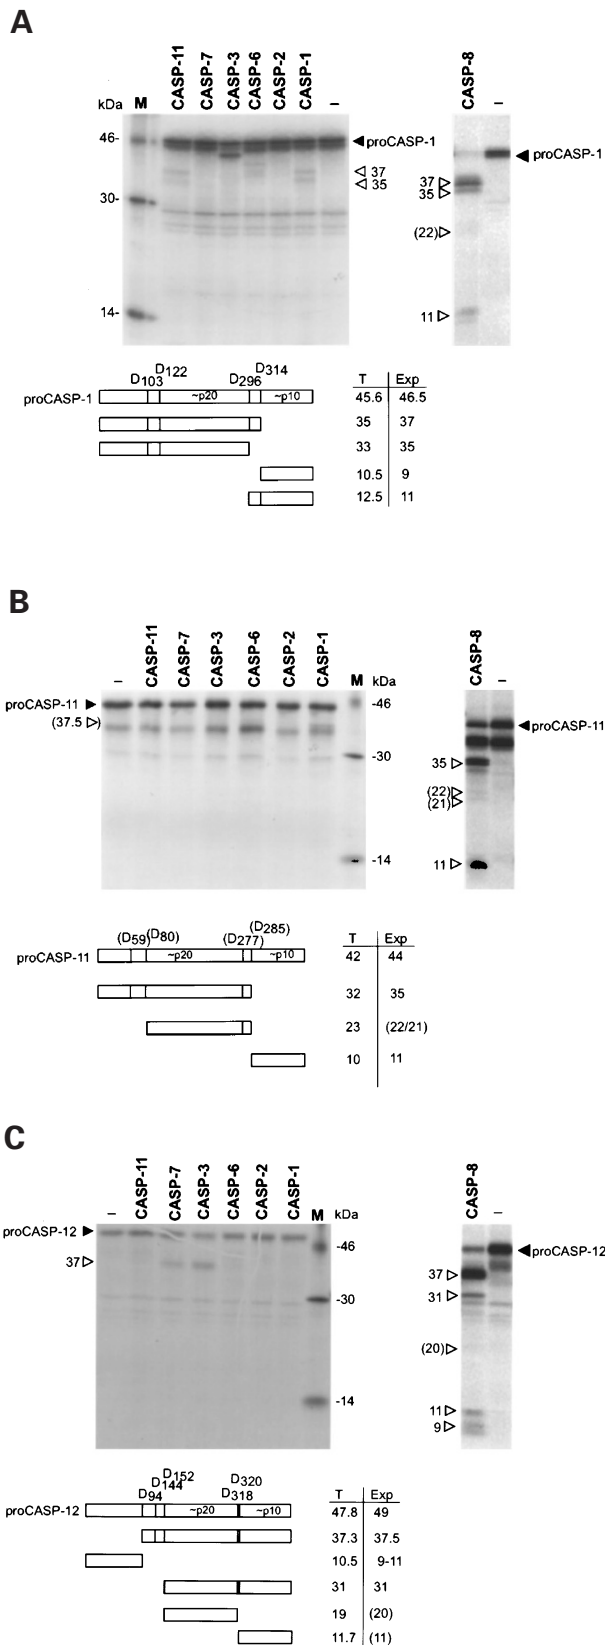 A
kDa M CASP-11 CASP-7 CASP-3 CASP-6 CASP-2 CASP-1 –
CASP-8 –
46-
proCASP-1
proCASP-1
37
35
37
35
30-
(22)
14-
11
D122 D314
D103 D296
T Exp
proCASP-1 ~p20 ~p10 45.6 46.5
35 37
33 35
10.5 9
12.5 11
B
– CASP-11 CASP-7 CASP-3 CASP-6 CASP-2 CASP-1 M kDa
CASP-8 –
proCASP-11 -46
(37.5
proCASP-11
-30
35
(22)
(21)
-14
11
(D80) (D285)
(D59) (D277)
T Exp
proCASP-11 ~p20 ~p10 42 44
32 35
23 (22/21)
10 11
C
– CASP-11 CASP-7 CASP-3 CASP-6 CASP-2 CASP-1 M kDa
CASP-8 –
proCASP-12
-46
proCASP-12
37
37
-30
31
(20)
-14
11
9
D152
D144 D320
D94 D318
T Exp
proCASP-12 ~p20 ~p10 47.8 49
37.3 37.5
10.5 9-11
31 31
19 (20)
11.7 (11)